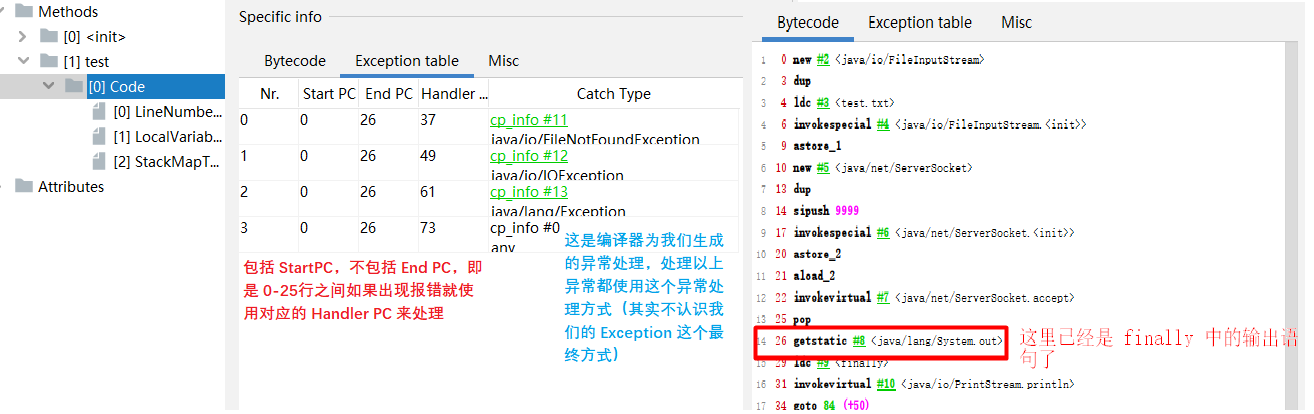 Methods
[0] <init>
[1] test
[0] Code
[0] LineNumbe...
[1] LocalVariab...
[2] StackMapT...
Attributes
Specific info
Bytecode Exception table Misc
Nr. Start PC End PC Handler ... Catch Type
0 0 26 37 cp_info #11
java/io/FileNotFoundException
1 0 26 49 cp_info #12
java/io/IOException
2 0 26 61 cp_info #13
java/lang/Exception
3 0 26 73 cp_info #0
any
包括 StartPC，不包括 End PC，即
是 0-25行之间如果出现报错就使
用对应的 Handler PC 来处理
这是编译器为我们生成
的异常处理，处理以上
异常都使用这个异常处
理方式（其实不认识我
们的 Exception 这个最
终方式）
Bytecode Exception table Misc
1 0 new #2 <java/io/FileInputStream>
2 3 dup
3 4 ldc #3 <test.txt>
4 6 invokespecial #4 <java/io/FileInputStream.<init>>
5 9 astore_1
6 10 new #5 <java/net/ServerSocket>
7 13 dup
8 14 sipush 9999
9 17 invokespecial #6 <java/net/ServerSocket.<init>>
10 20 astore_2
11 21 aload_2
12 22 invokevirtual #7 <java/net/ServerSocket.accept>
13 25 pop
14 26 getstatic #8 <java/lang/System.out>
15 29 ldc #9 <finally>
16 31 invokevirtual #10 <java/io/PrintStream.println>
17 34 goto 84 (+50)
这里已经是 finally 中的输出语
句了